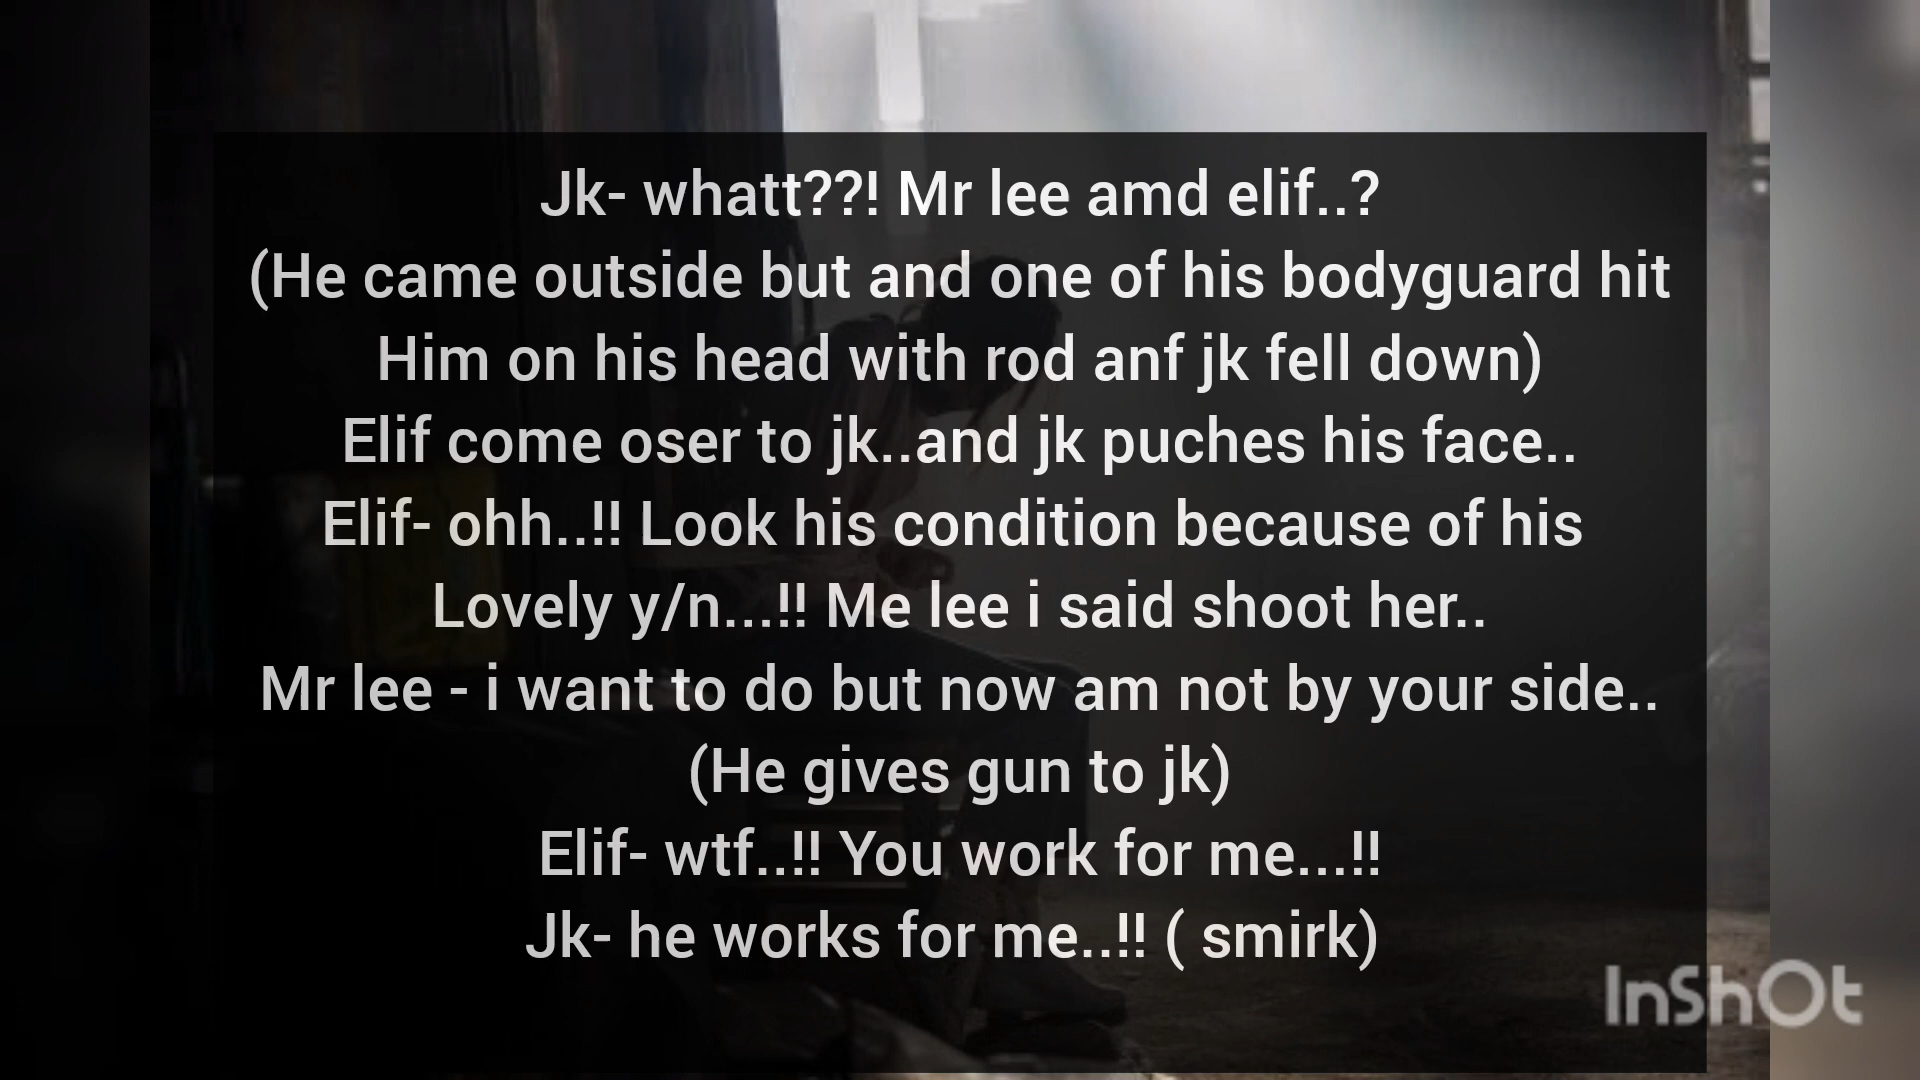 Jk- whatt??! Mr lee amd elif..?
(He came outside but and one of his bodyguard hit
Him on his head with rod anf jk fell down)
Elif come oser to jk..and jk puches his face..
Elif- ohh..!! Look his condition because of his
Lovely y/n...!! Me lee i said shoot her..
Mr lee - i want to do but now am not by your side..
(He gives gun to jk)
Elif- wtf..!! You work for me...!!
Jk- he works for me..!! ( smirk)
InShOt